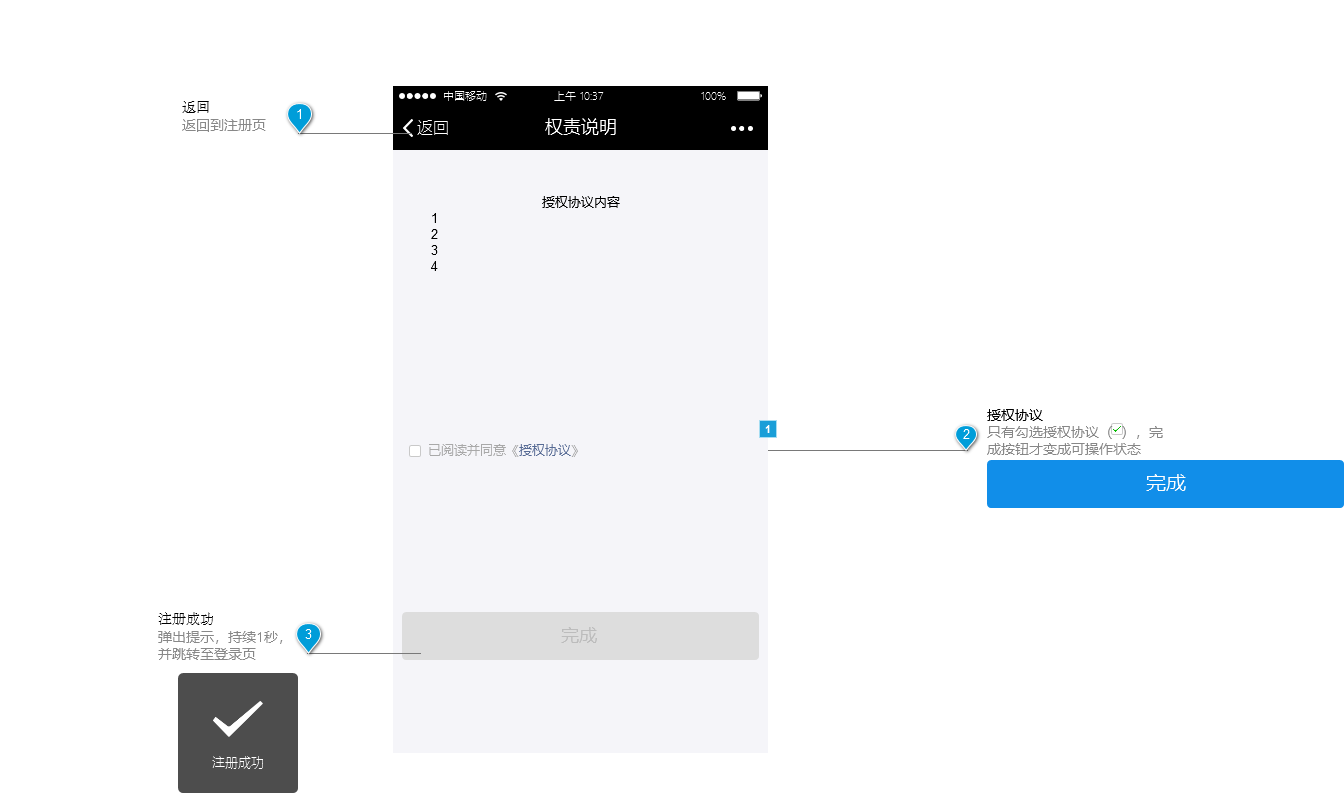 中国移动 上午 10:37 100%
返回 权责说明
返回
返回到注册页
1
授权协议内容
1
2
3
4
已阅读并同意《授权协议》
1
2
授权协议
只有勾选授权协议（），完
成按钮才变成可操作状态
完成
完成
注册成功
弹出提示，持续1秒，
并跳转至登录页
3
注册成功